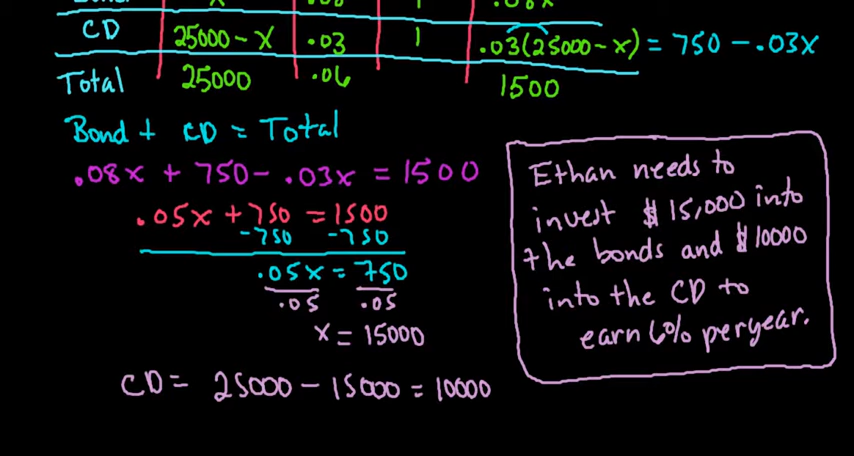 .08x
CD 25000 - x .03 1 .03(25000 - x) = 750 - .03x
Total 25000 .06 1500
Bond + CD = Total
.08x + 750 - .03x = 1500
.05x + 750 = 1500
-750 -750
.05x = 750
.05 .05
x = 15000
CD = 25000 - 15000 = 10000
Ethan needs to
invest $15,000 into
the bonds and $10000
into the CD to
earn 6% per year.